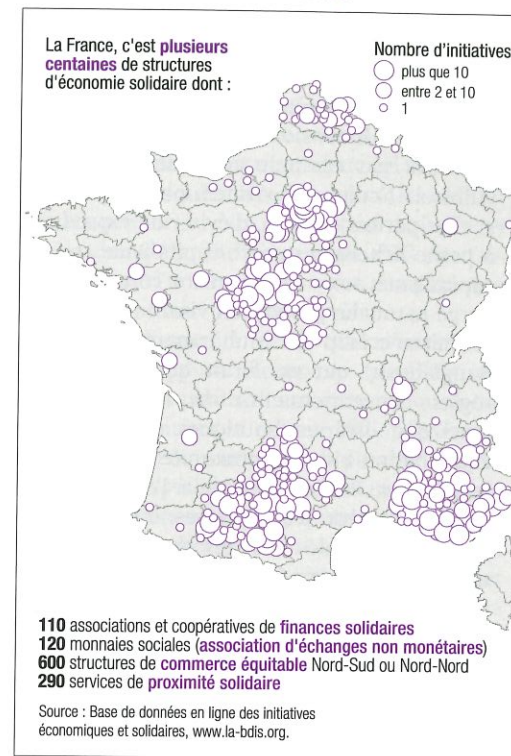 La France, c'est plusieurs
centaines de structures
d'économie solidaire dont :
Nombre d'initiatives
plus que 10
entre 2 et 10
1
110 associations et coopératives de finances solidaires
120 monnaies sociales (association d'échanges non monétaires)
600 structures de commerce équitable Nord-Sud ou Nord-Nord
290 services de proximité solidaire
Source : Base de données en ligne des initiatives
économiques et solidaires, www.la-bdis.org.